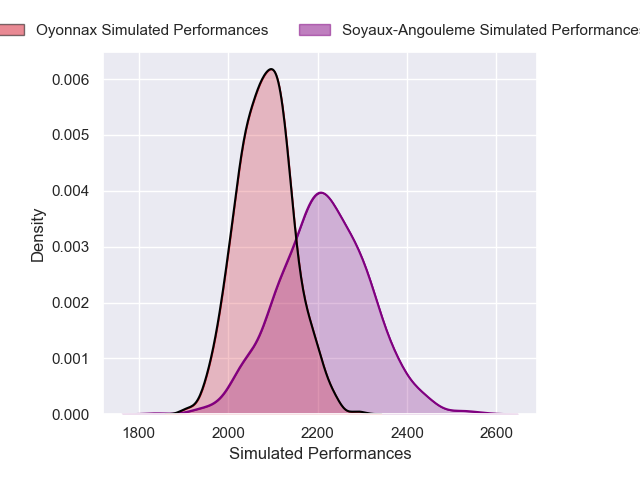 Oyonnax Simulated Performances
Soyaux-Angouleme Simulated Performances
0.006
0.005
0.004
0.003
0.002
0.001
0.000
Density
1800 2000 2200 2400 2600
Simulated Performances